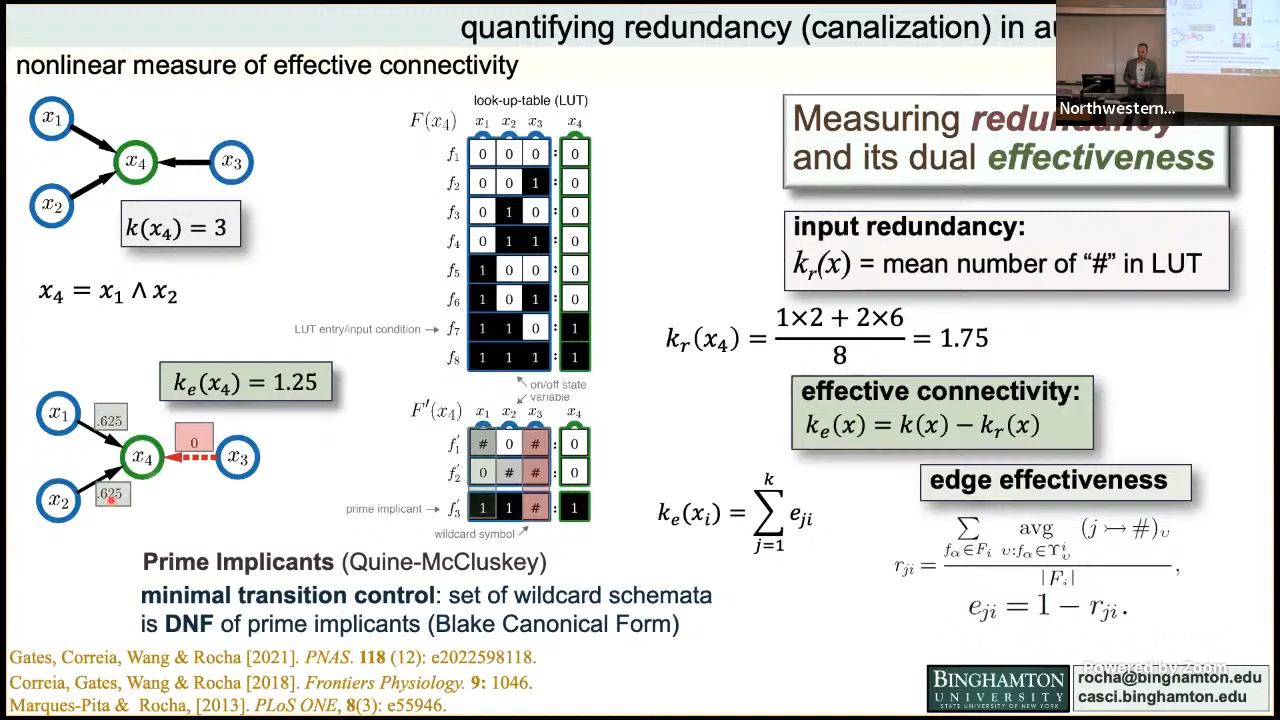 quantifying redundancy (canalization) in au
nonlinear measure of effective connectivity
Northwestern...
x₁
x₄
x₃
x₂
k(x₄) = 3
x₄ = x₁ ∧ x₂
look-up-table (LUT)
F(x₄) x₁ x₂ x₃ x₄
f₁ 0 0 0 : 0
f₂ 0 0 1 : 0
f₃ 0 1 0 : 0
f₄ 0 1 1 : 0
f₅ 1 0 0 : 0
f₆ 1 0 1 : 0
LUT entry/input condition → f₇ 1 1 0 : 1
f₈ 1 1 1 : 1
on/off state
variable
kₑ(x₄) = 1.25
x₁
.625
0
x₄
x₃
x₂
.625
F′(x₄) x₁ x₂ x₃ x₄
f′₁ # 0 # : 0
f′₂ 0 # # : 0
prime implicant → f′₃ 1 1 # : 1
wildcard symbol
Prime Implicants (Quine-McCluskey)
minimal transition control: set of wildcard schemata
is DNF of prime implicants (Blake Canonical Form)
Measuring redundancy
and its dual effectiveness
input redundancy:
kᵣ(x) = mean number of “#” in LUT
kᵣ(x₄) = (1×2 + 2×6)/8 = 1.75
effective connectivity:
kₑ(x) = k(x) − kᵣ(x)
edge effectiveness
kₑ(xᵢ) = ∑_{j=1}^{k} eⱼᵢ
rⱼᵢ = ∑_{f_α∈Fᵢ} avg_{υ:f_α∈ϒ^i_υ} (j ↣ #)_υ / |Fᵢ|,
eⱼᵢ = 1 − rⱼᵢ.
Gates, Correia, Wang & Rocha [2021]. PNAS. 118 (12): e2022598118.
Correia, Gates, Wang & Rocha [2018]. Frontiers Physiology. 9: 1046.
Marques-Pita & Rocha, [2013]. PLoS ONE, 8(3): e55946.
BINGHAMTON
UNIVERSITY
STATE UNIVERSITY OF NEW YORK
Powered by Zoom
rocha@binghamton.edu
casci.binghamton.edu